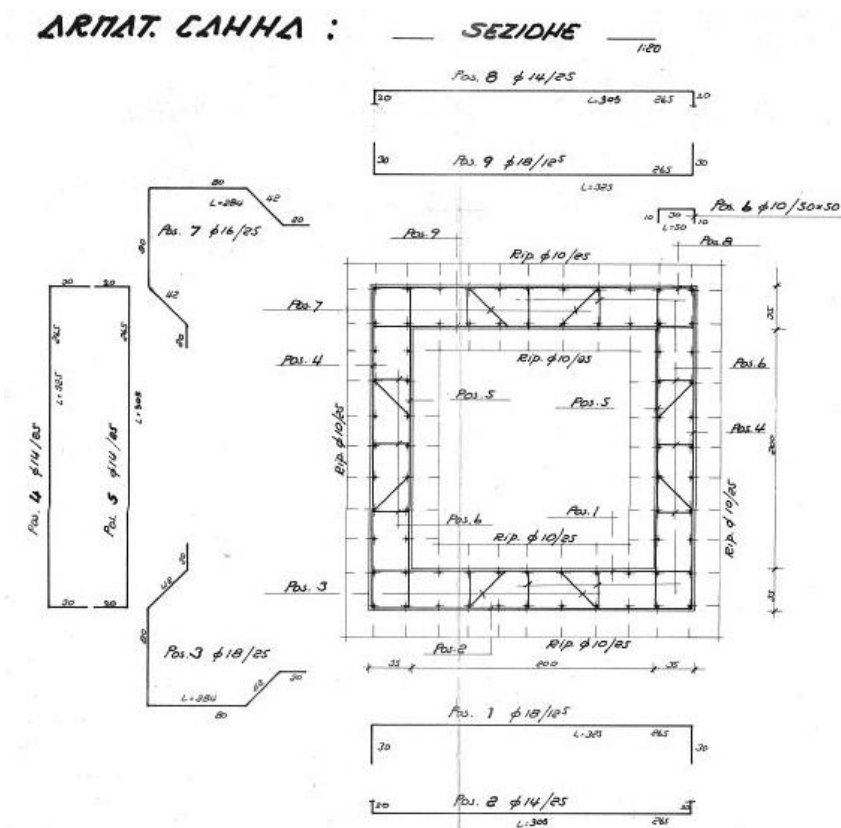 ARMAT. CANNA : SEZIONE
1:20
Pos. 8 φ14/25
20 L=305 265 20
30 Pos. 9 φ18/125 265 30
L=325
80
L=284 42
20
Pos. 7 φ16/25
80
42
20
10 30 10
L=50
Pos. 6 φ10/50×50
Pos. 9
Rip. φ10/25
Pos. 8
30 20
265 265
L=325
L=305
Pos. 4 φ14/25
Pos. 5 φ14/25
30 20
Pos. 7
35
Rip. φ10/25
Pos. 4
Pos. 6
Pos. 5
Pos. 5
Pos. 4
200
Rip. φ10/25
Rip. φ10/25
Pos. 6
Pos. 1
Rip. φ10/25
20
42
80
Pos. 3
35
Pos. 3 φ18/25
Pos. 2
Rip. φ10/25
42 20
L=284
80
35 200 35
Pos. 1 φ18/125
30 L=325 265 30
20 Pos. 2 φ14/25 20
L=305 265